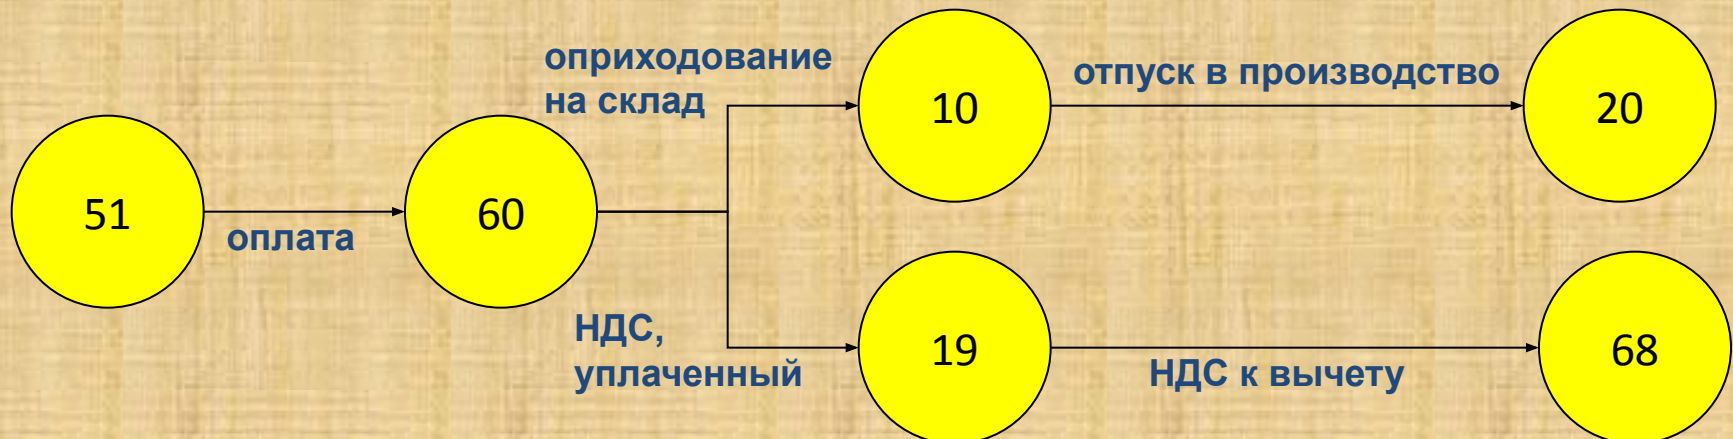 оприходование
на склад
10
отпуск в производство
20
51
оплата
60
НДС,
уплаченный
19
НДС к вычету
68